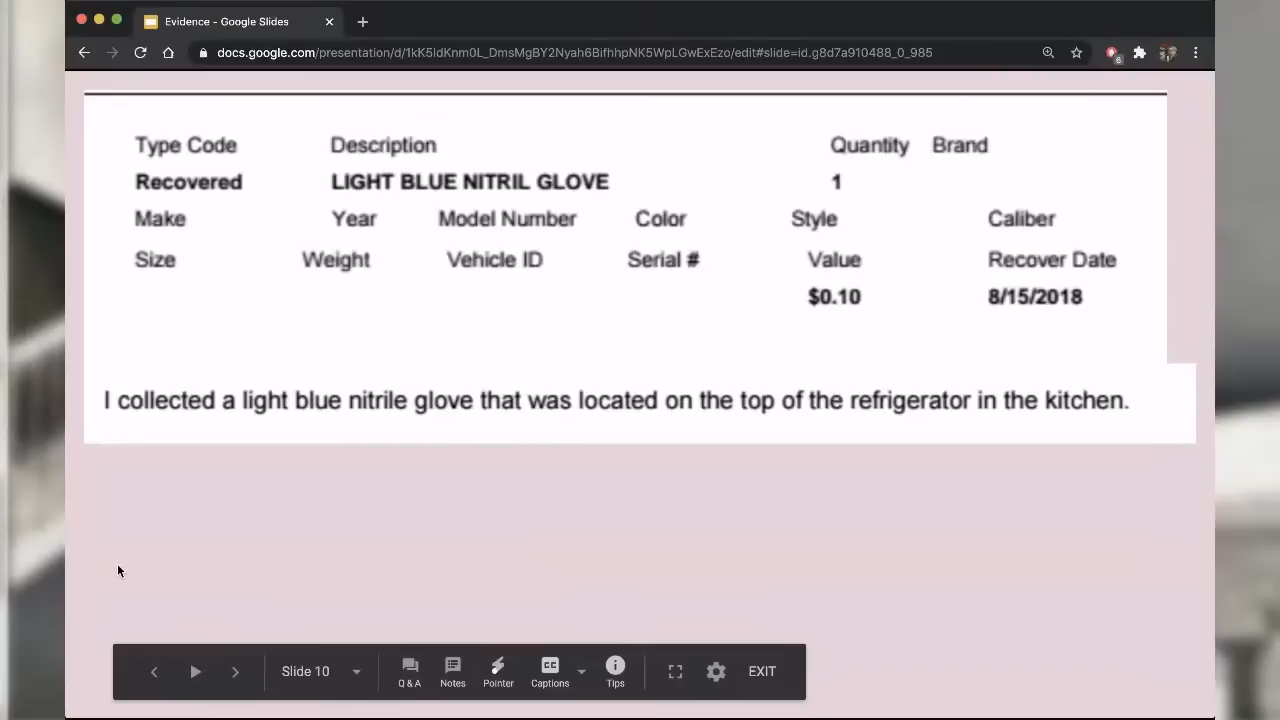 Evidence - Google Slides
docs.google.com/presentation/d/1kK5ldKnm0L_DmsMgBY2Nyah6BifhhpNK5WpLGwExEzo/edit#slide=id.g8d7a910488_0_985
6
Type Code Description Quantity Brand
Recovered LIGHT BLUE NITRIL GLOVE 1
Make Year Model Number Color Style Caliber
Size Weight Vehicle ID Serial # Value Recover Date
$0.10 8/15/2018
I collected a light blue nitrile glove that was located on the top of the refrigerator in the kitchen.
Slide 10 Q & A Notes Pointer CC Captions Tips EXIT